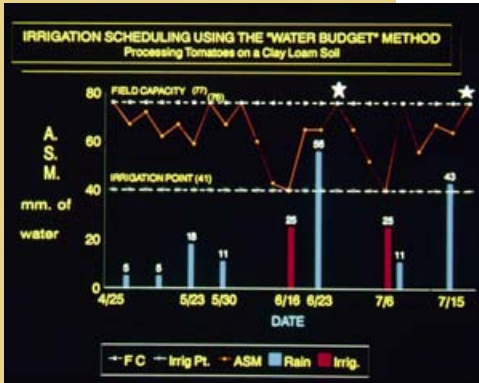 IRRIGATION SCHEDULING USING THE "WATER BUDGET" METHOD
Processing Tomatoes on a Clay Loam Soil
80
FIELD CAPACITY (77)
(76)
A.
S.
M.
mm. of
water
60
40
20
0
IRRIGATION POINT (41)
5
5
18
11
25
56
25
11
43
4/25
5/23
5/30
6/16
6/23
7/6
7/15
DATE
F C
Irrig Pt.
ASM
Rain
Irrig.